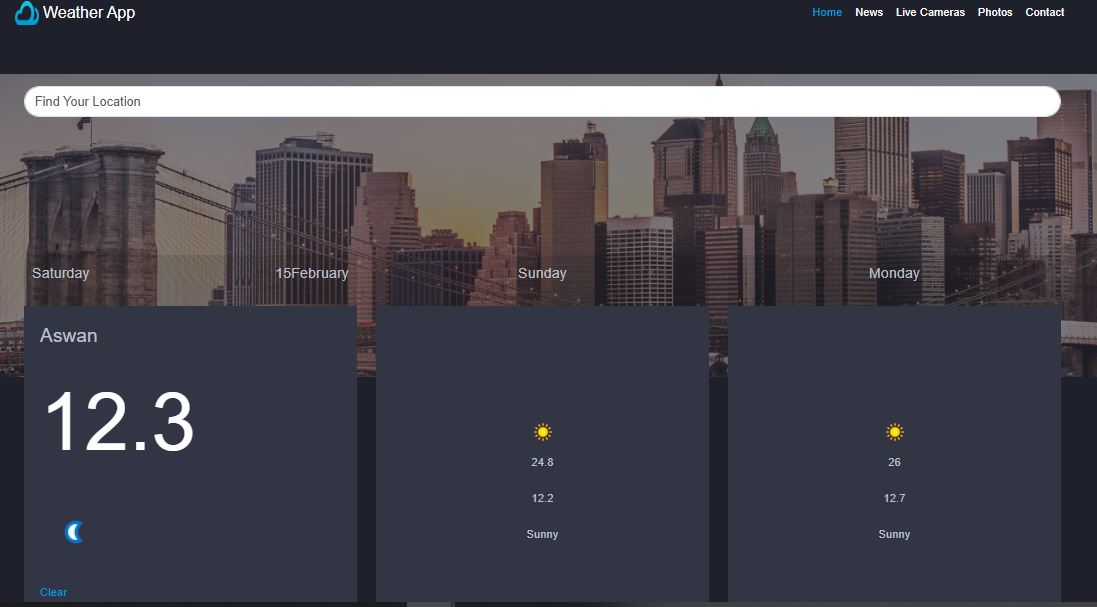 Weather App
Home News Live Cameras Photos Contact
Find Your Location
Saturday 15February
Aswan
12.3
Clear
Sunday
24.8
12.2
Sunny
Monday
26
12.7
Sunny